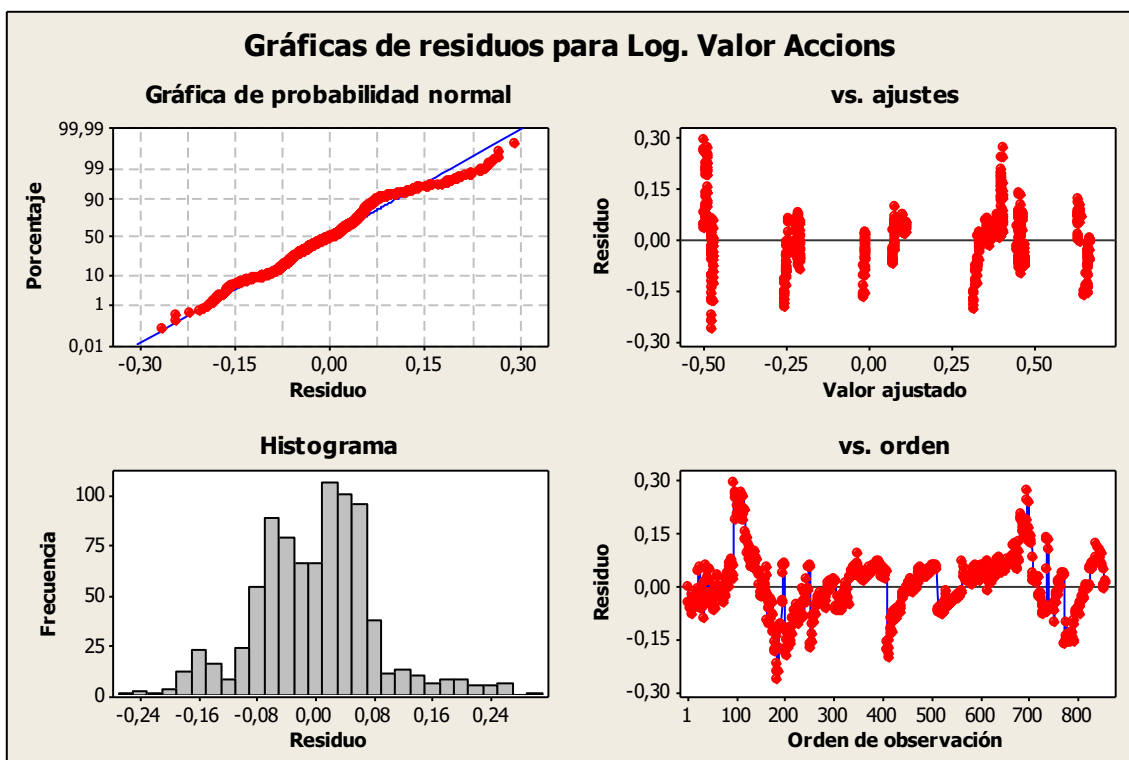 Gráficas de residuos para Log. Valor Accions
Gráfica de probabilidad normal
99,99
99
90
50
10
1
0,01
Porcentaje
-0,30 -0,15 0,00 0,15 0,30
Residuo
vs. ajustes
0,30
0,15
0,00
-0,15
-0,30
Residuo
-0,50 -0,25 0,00 0,25 0,50
Valor ajustado
Histograma
100
75
50
25
0
Frecuencia
-0,24 -0,16 -0,08 0,00 0,08 0,16 0,24
Residuo
vs. orden
0,30
0,15
0,00
-0,15
-0,30
Residuo
1 100 200 300 400 500 600 700 800
Orden de observación